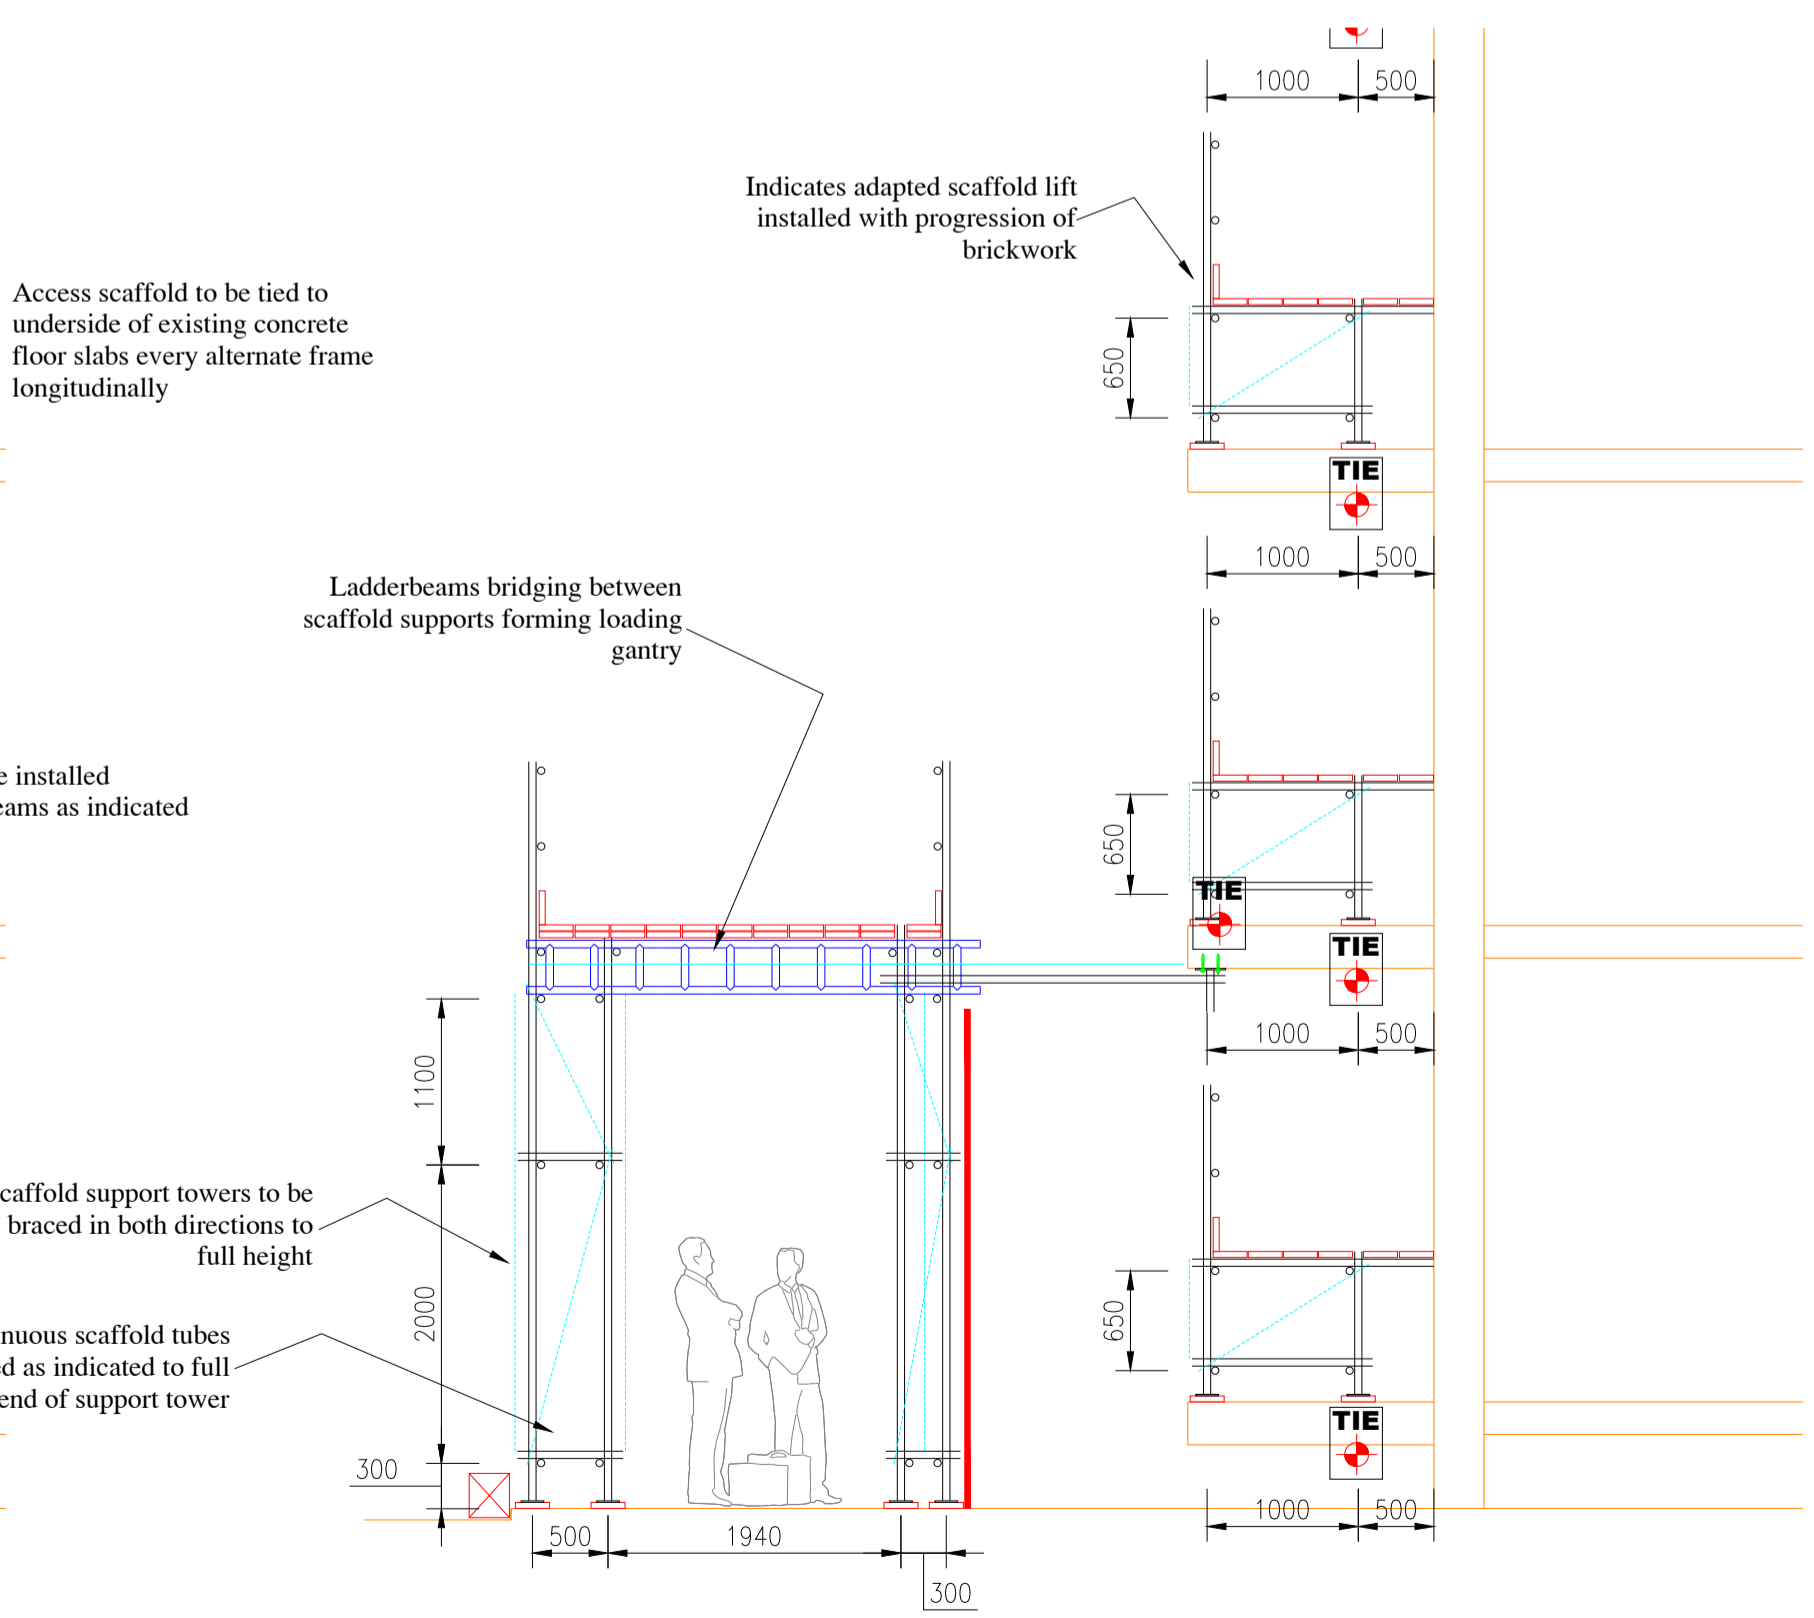 1000
500
Indicates adapted scaffold lift
installed with progression of
brickwork
Access scaffold to be tied to
underside of existing concrete
floor slabs every alternate frame
longitudinally
650
TIE
1000
500
Ladderbeams bridging between
scaffold supports forming loading
gantry
installed
as indicated
650
TIE
TIE
1000
500
1100
support towers to be
braced in both directions to
full height
2000
scaffold tubes
as indicated to full
end of support tower
650
TIE
300
1000
500
500
1940
300